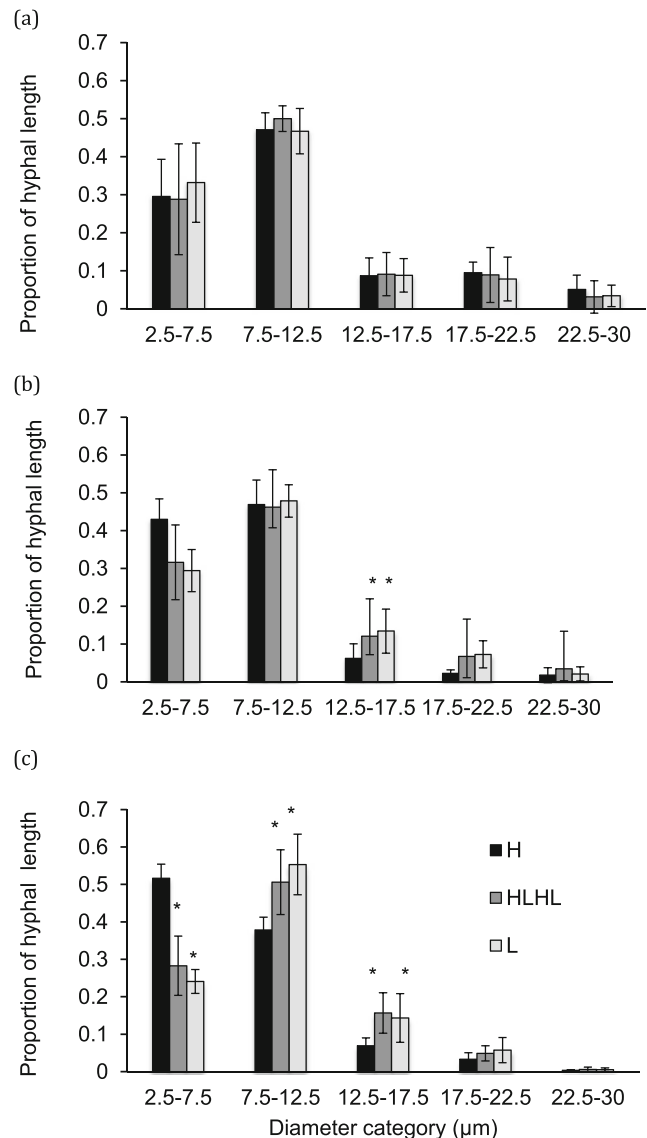 (a)
Proportion of hyphal length
0.7
0.6
0.5
0.4
0.3
0.2
0.1
0
2.5-7.5 7.5-12.5 12.5-17.5 17.5-22.5 22.5-30
(b)
Proportion of hyphal length
0.7
0.6
0.5
0.4
0.3
0.2
0.1
0
* *
2.5-7.5 7.5-12.5 12.5-17.5 17.5-22.5 22.5-30
(c)
Proportion of hyphal length
0.7
0.6
0.5
0.4
0.3
0.2
0.1
0
* *
* *
* *
H
HLHL
L
2.5-7.5 7.5-12.5 12.5-17.5 17.5-22.5 22.5-30
Diameter category (µm)